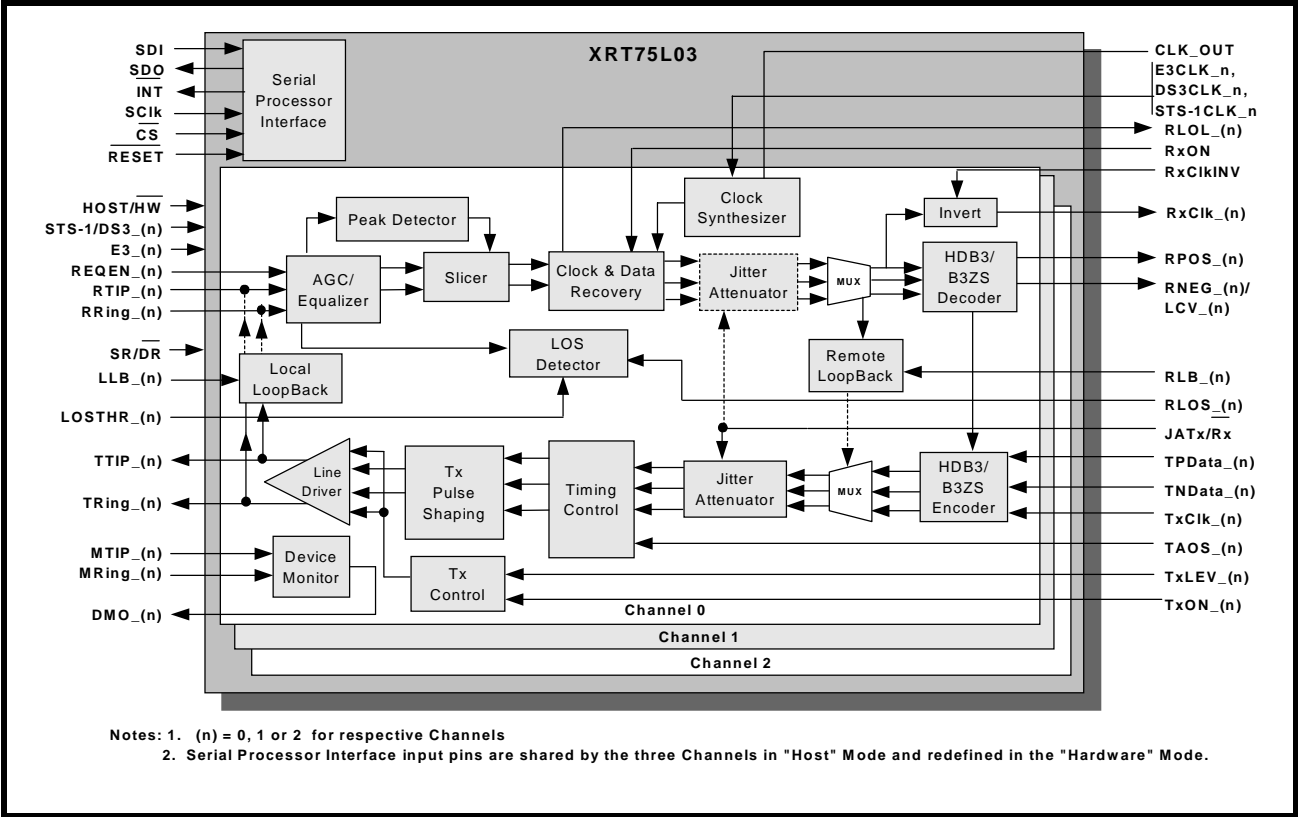 XRT75L03
SDI
SDO
INT
SClk
CS
RESET
Serial
Processor
Interface
CLK_OUT
E3CLK_n,
DS3CLK_n,
STS-1CLK_n
RLOL_(n)
RxON
RxClkINV
HOST/HW
STS-1/DS3_(n)
E3_(n)
REQEN_(n)
RTIP_(n)
RRing_(n)
SR/DR
LLB_(n)
LOSTHR_(n)
TTIP_(n)
TRing_(n)
MTIP_(n)
MRing_(n)
DMO_(n)
Peak Detector
AGC/
Equalizer
Slicer
Clock & Data
Recovery
Clock
Synthesizer
Jitter
Attenuator
MUX
Invert
HDB3/
B3ZS
Decoder
RxClk_(n)
RPOS_(n)
RNEG_(n)/
LCV_(n)
LOS
Detector
Remote
LoopBack
Local
LoopBack
RLB_(n)
RLOS_(n)
JATx/Rx
Line
Driver
Tx
Pulse
Shaping
Timing
Control
Jitter
Attenuator
MUX
HDB3/
B3ZS
Encoder
TPData_(n)
TNData_(n)
TxClk_(n)
TAOS_(n)
TxLEV_(n)
TxON_(n)
Device
Monitor
Tx
Control
Channel 0
Channel 1
Channel 2
Notes: 1. (n) = 0, 1 or 2 for respective Channels
2. Serial Processor Interface input pins are shared by the three Channels in "Host" Mode and redefined in the "Hardware" Mode.